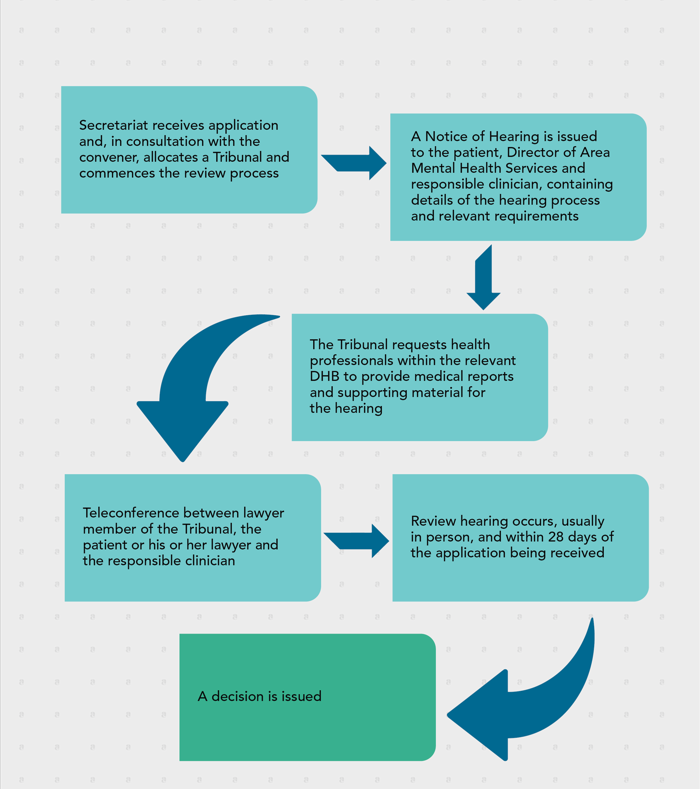 Secretariat receives application
and, in consultation with the
convener, allocates a Tribunal and
commences the review process
A Notice of Hearing is issued
to the patient, Director of Area
Mental Health Services and
responsible clinician, containing
details of the hearing process
and relevant requirements
The Tribunal requests health
professionals within the relevant
DHB to provide medical reports
and supporting material for
the hearing
Teleconference between lawyer
member of the Tribunal, the
patient or his or her lawyer and
the responsible clinician
Review hearing occurs, usually
in person, and within 28 days of
the application being received
A decision is issued